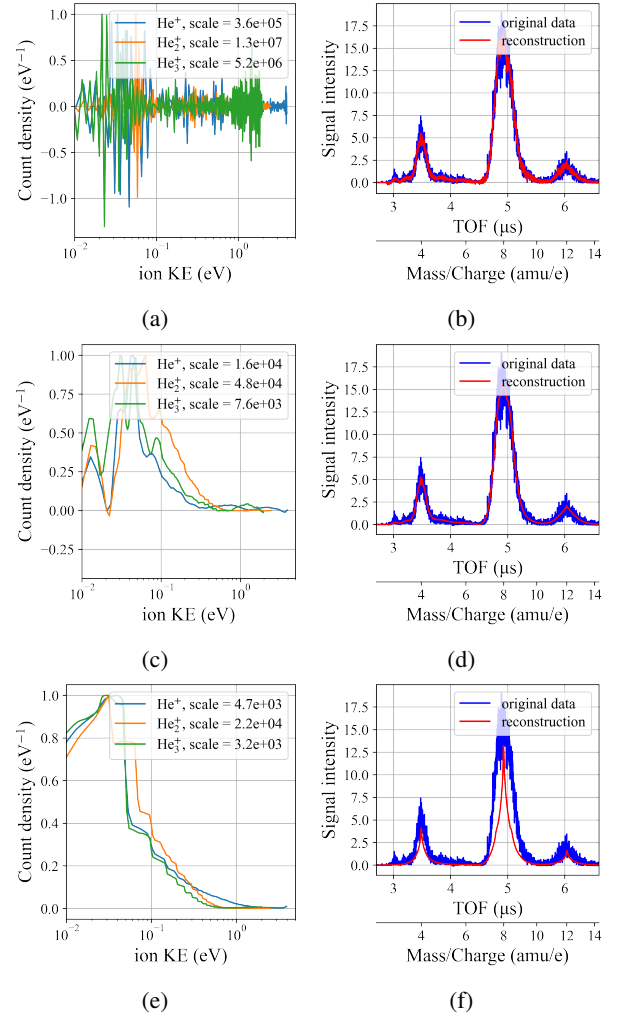 1.0
0.5
0.0
−0.5
−1.0
Count density (eV⁻¹)
He⁺, scale = 3.6e+05
He₂⁺, scale = 1.3e+07
He₃⁺, scale = 5.2e+06
10⁻² 10⁻¹ 10⁰
ion KE (eV)
(a)
17.5
15.0
12.5
10.0
7.5
5.0
2.5
0.0
Signal intensity
original data
reconstruction
3 4 5 6
TOF (μs)
4 6 8 10 12 14
Mass/Charge (amu/e)
(b)
1.00
0.75
0.50
0.25
0.00
−0.25
Count density (eV⁻¹)
He⁺, scale = 1.6e+04
He₂⁺, scale = 4.8e+04
He₃⁺, scale = 7.6e+03
10⁻² 10⁻¹ 10⁰
ion KE (eV)
(c)
17.5
15.0
12.5
10.0
7.5
5.0
2.5
0.0
Signal intensity
original data
reconstruction
3 4 5 6
TOF (μs)
4 6 8 10 12 14
Mass/Charge (amu/e)
(d)
1.0
0.8
0.6
0.4
0.2
0.0
Count density (eV⁻¹)
He⁺, scale = 4.7e+03
He₂⁺, scale = 2.2e+04
He₃⁺, scale = 3.2e+03
10⁻² 10⁻¹ 10⁰
ion KE (eV)
(e)
17.5
15.0
12.5
10.0
7.5
5.0
2.5
0.0
Signal intensity
original data
reconstruction
3 4 5 6
TOF (μs)
4 6 8 10 12 14
Mass/Charge (amu/e)
(f)